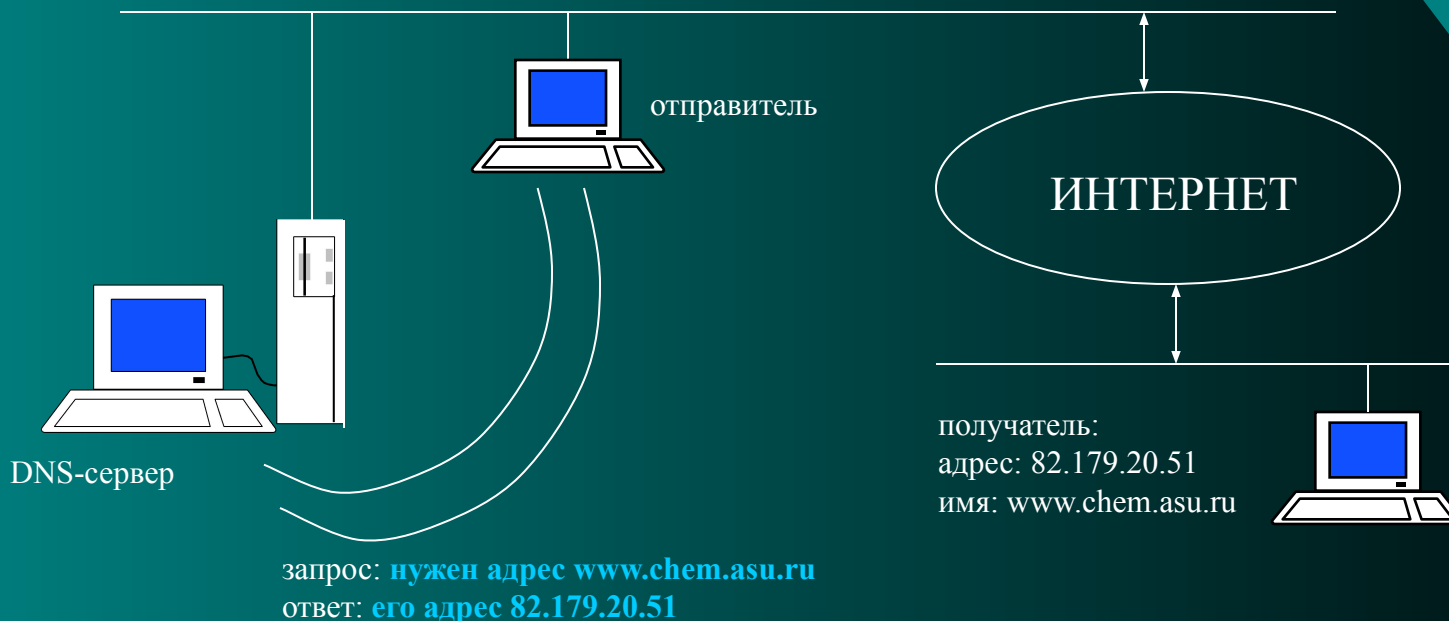 отправитель
ИНТЕРНЕТ
DNS-сервер
получатель:
адрес: 82.179.20.51
имя: www.chem.asu.ru
запрос: нужен адрес www.chem.asu.ru
ответ: его адрес 82.179.20.51